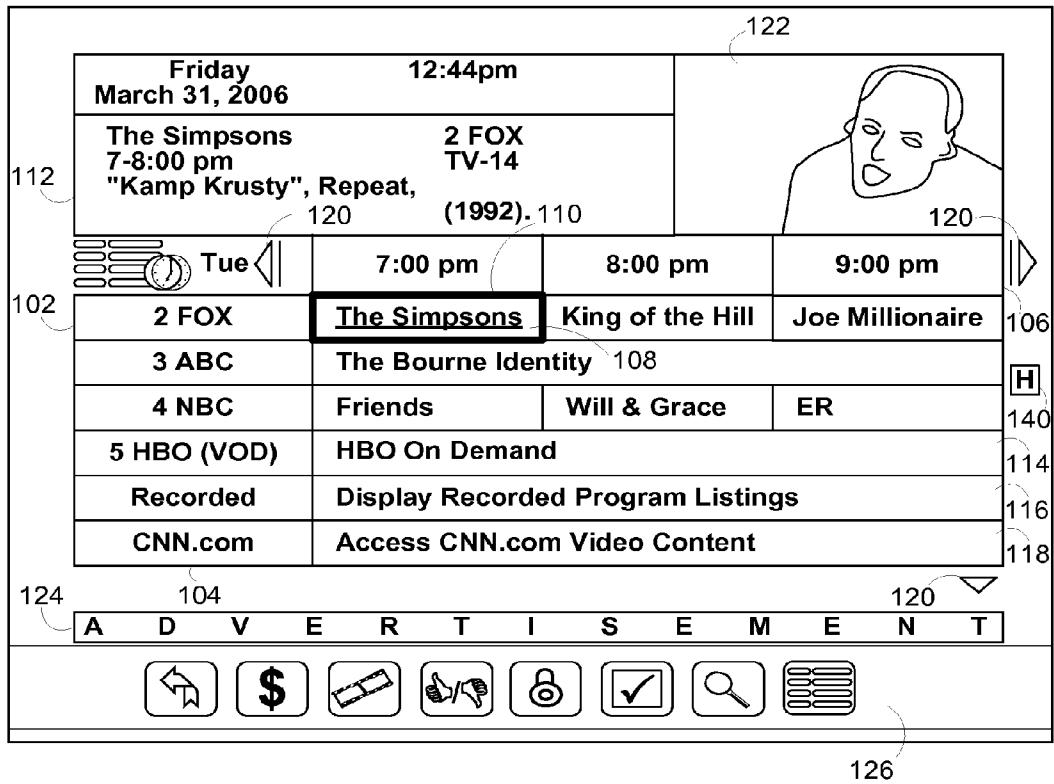 122
Friday 12:44pm
March 31, 2006
The Simpsons 2 FOX
7-8:00 pm TV-14
"Kamp Krusty", Repeat,
(1992).
112
120
110
120
Tue 7:00 pm 8:00 pm 9:00 pm
102
2 FOX The Simpsons King of the Hill Joe Millionaire
106
3 ABC The Bourne Identity
108
H
4 NBC Friends Will & Grace ER
140
5 HBO (VOD) HBO On Demand
114
Recorded Display Recorded Program Listings
116
CNN.com Access CNN.com Video Content
118
124
104
120
A D V E R T I S E M E N T
$
126